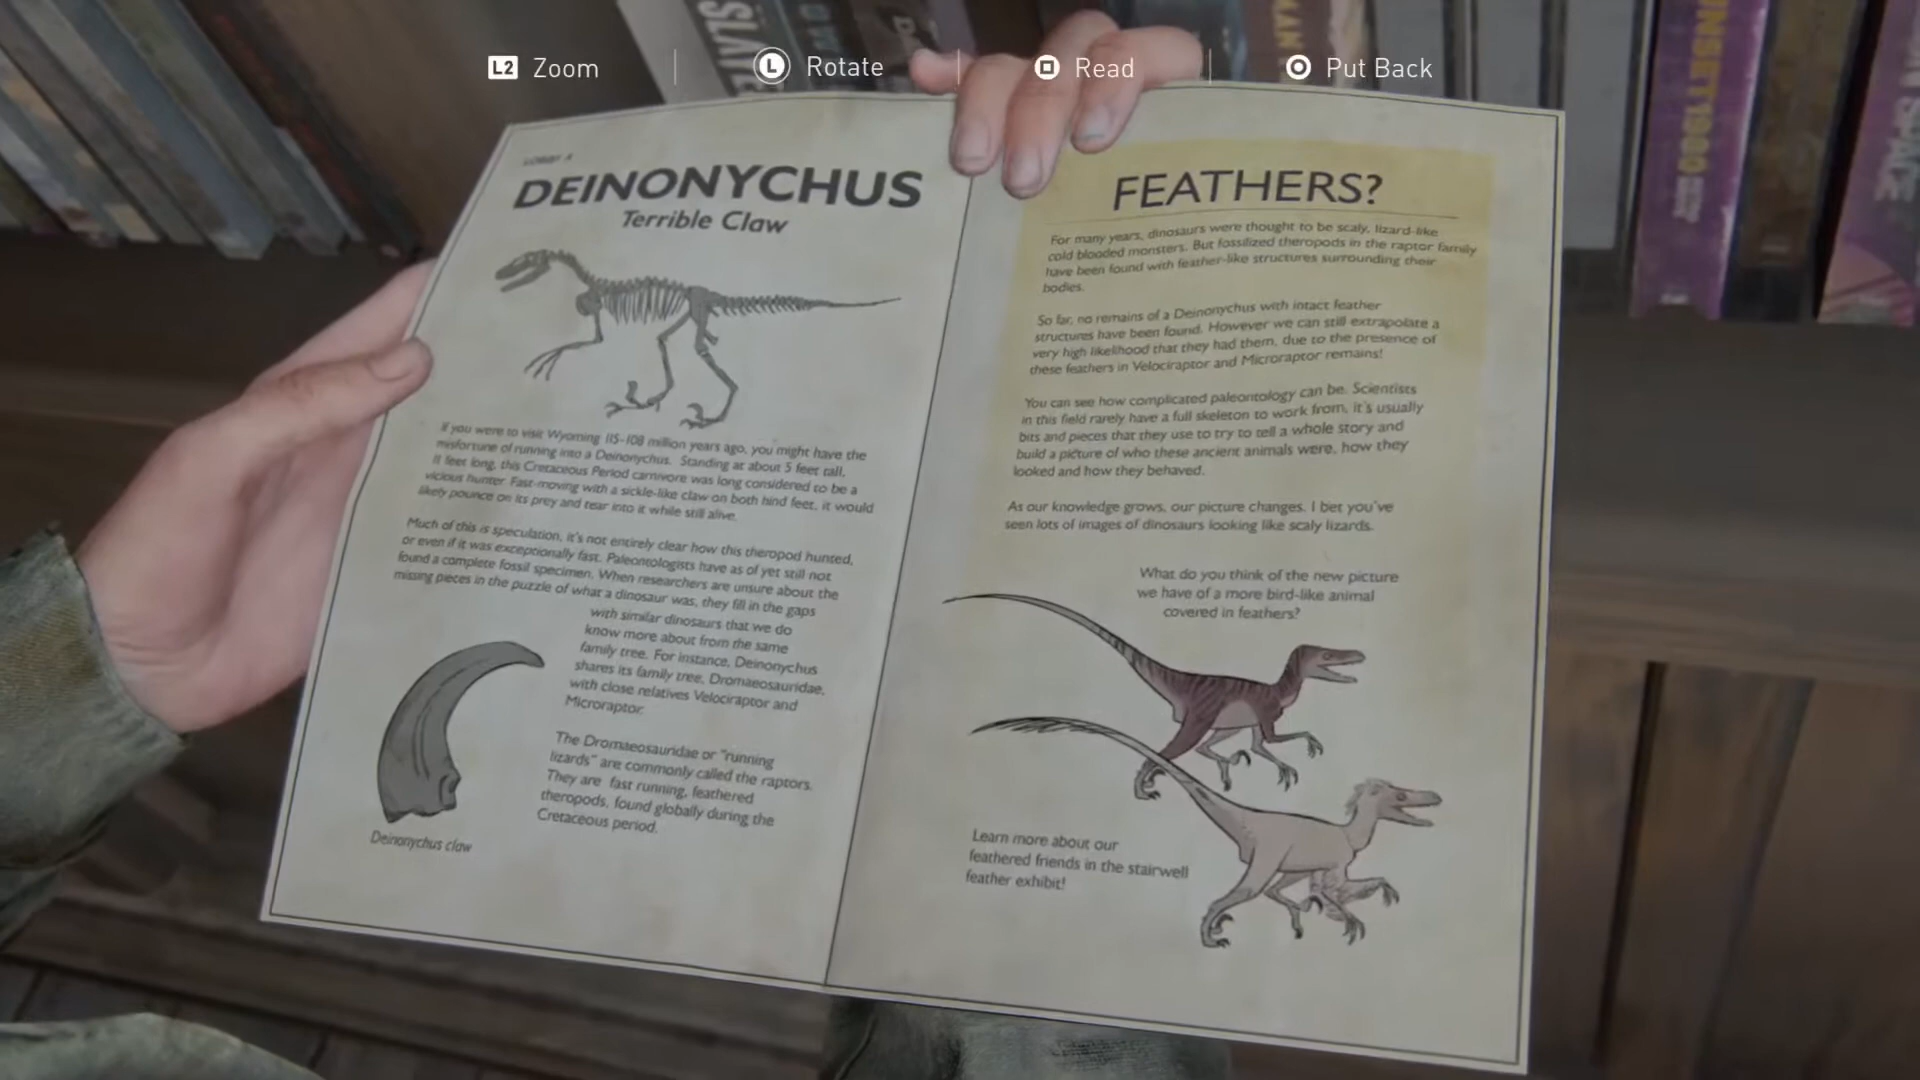 L2 Zoom
L Rotate
Read
Put Back
DEINONYCHUS
Terrible Claw
If you were to visit Wyoming 115-108 million years ago, you might have the
misfortune of running into a Deinonychus. Standing at about 5 feet tall,
11 feet long, this Cretaceous Period carnivore was long considered to be a
vicious hunter. Fast-moving with a sickle-like claw on both hind feet, it would
likely pounce on its prey and tear into it while still alive.
Much of this is speculation, it's not entirely clear how this theropod hunted,
or even if it was exceptionally fast. Paleontologists have as of yet still not
found a complete fossil specimen. When researchers are unsure about the
missing pieces in the puzzle of what a dinosaur was, they fill in the gaps
with similar dinosaurs that we do
know more about from the same
family tree. For instance, Deinonychus
shares its family tree, Dromaeosauridae,
with close relatives Velociraptor and
Microraptor.
The Dromaeosauridae or "running
lizards" are commonly called the raptors.
They are fast running, feathered
theropods, found globally during the
Cretaceous period.
Deinonychus claw
FEATHERS?
For many years, dinosaurs were thought to be scaly, lizard-like
cold blooded monsters. But fossilized theropods in the raptor family
have been found with feather-like structures surrounding their
bodies.
So far, no remains of a Deinonychus with intact feather
structures have been found. However we can still extrapolate a
very high likelihood that they had them, due to the presence of
these feathers in Velociraptor and Microraptor remains!
You can see how complicated paleontology can be. Scientists
in this field rarely have a full skeleton to work from, it's usually
bits and pieces that they use to try to tell a whole story and
build a picture of who these ancient animals were, how they
looked and how they behaved.
As our knowledge grows, our picture changes. I bet you've
seen lots of images of dinosaurs looking like scaly lizards.
What do you think of the new picture
we have of a more bird-like animal
covered in feathers?
Learn more about our
feathered friends in the stairwell
feather exhibit!